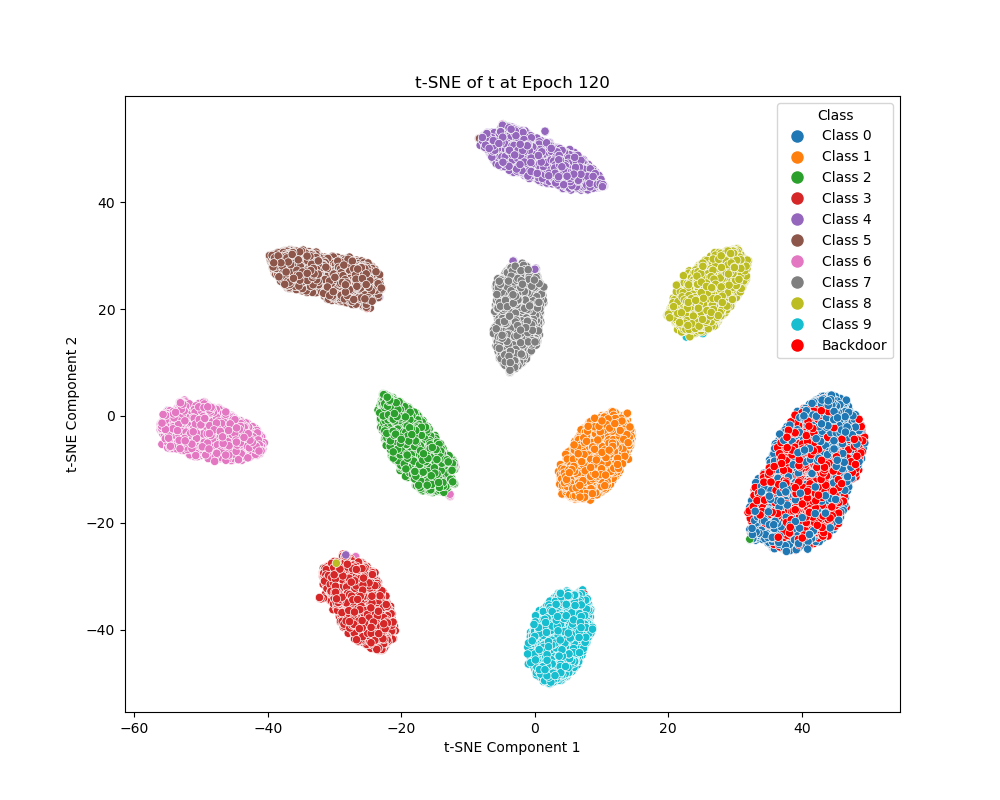 t-SNE of t at Epoch 120
Class
Class 0
Class 1
Class 2
Class 3
Class 4
Class 5
Class 6
Class 7
Class 8
Class 9
Backdoor
40
20
0
−20
−40
t-SNE Component 2
−60
−40
−20
0
20
40
t-SNE Component 1